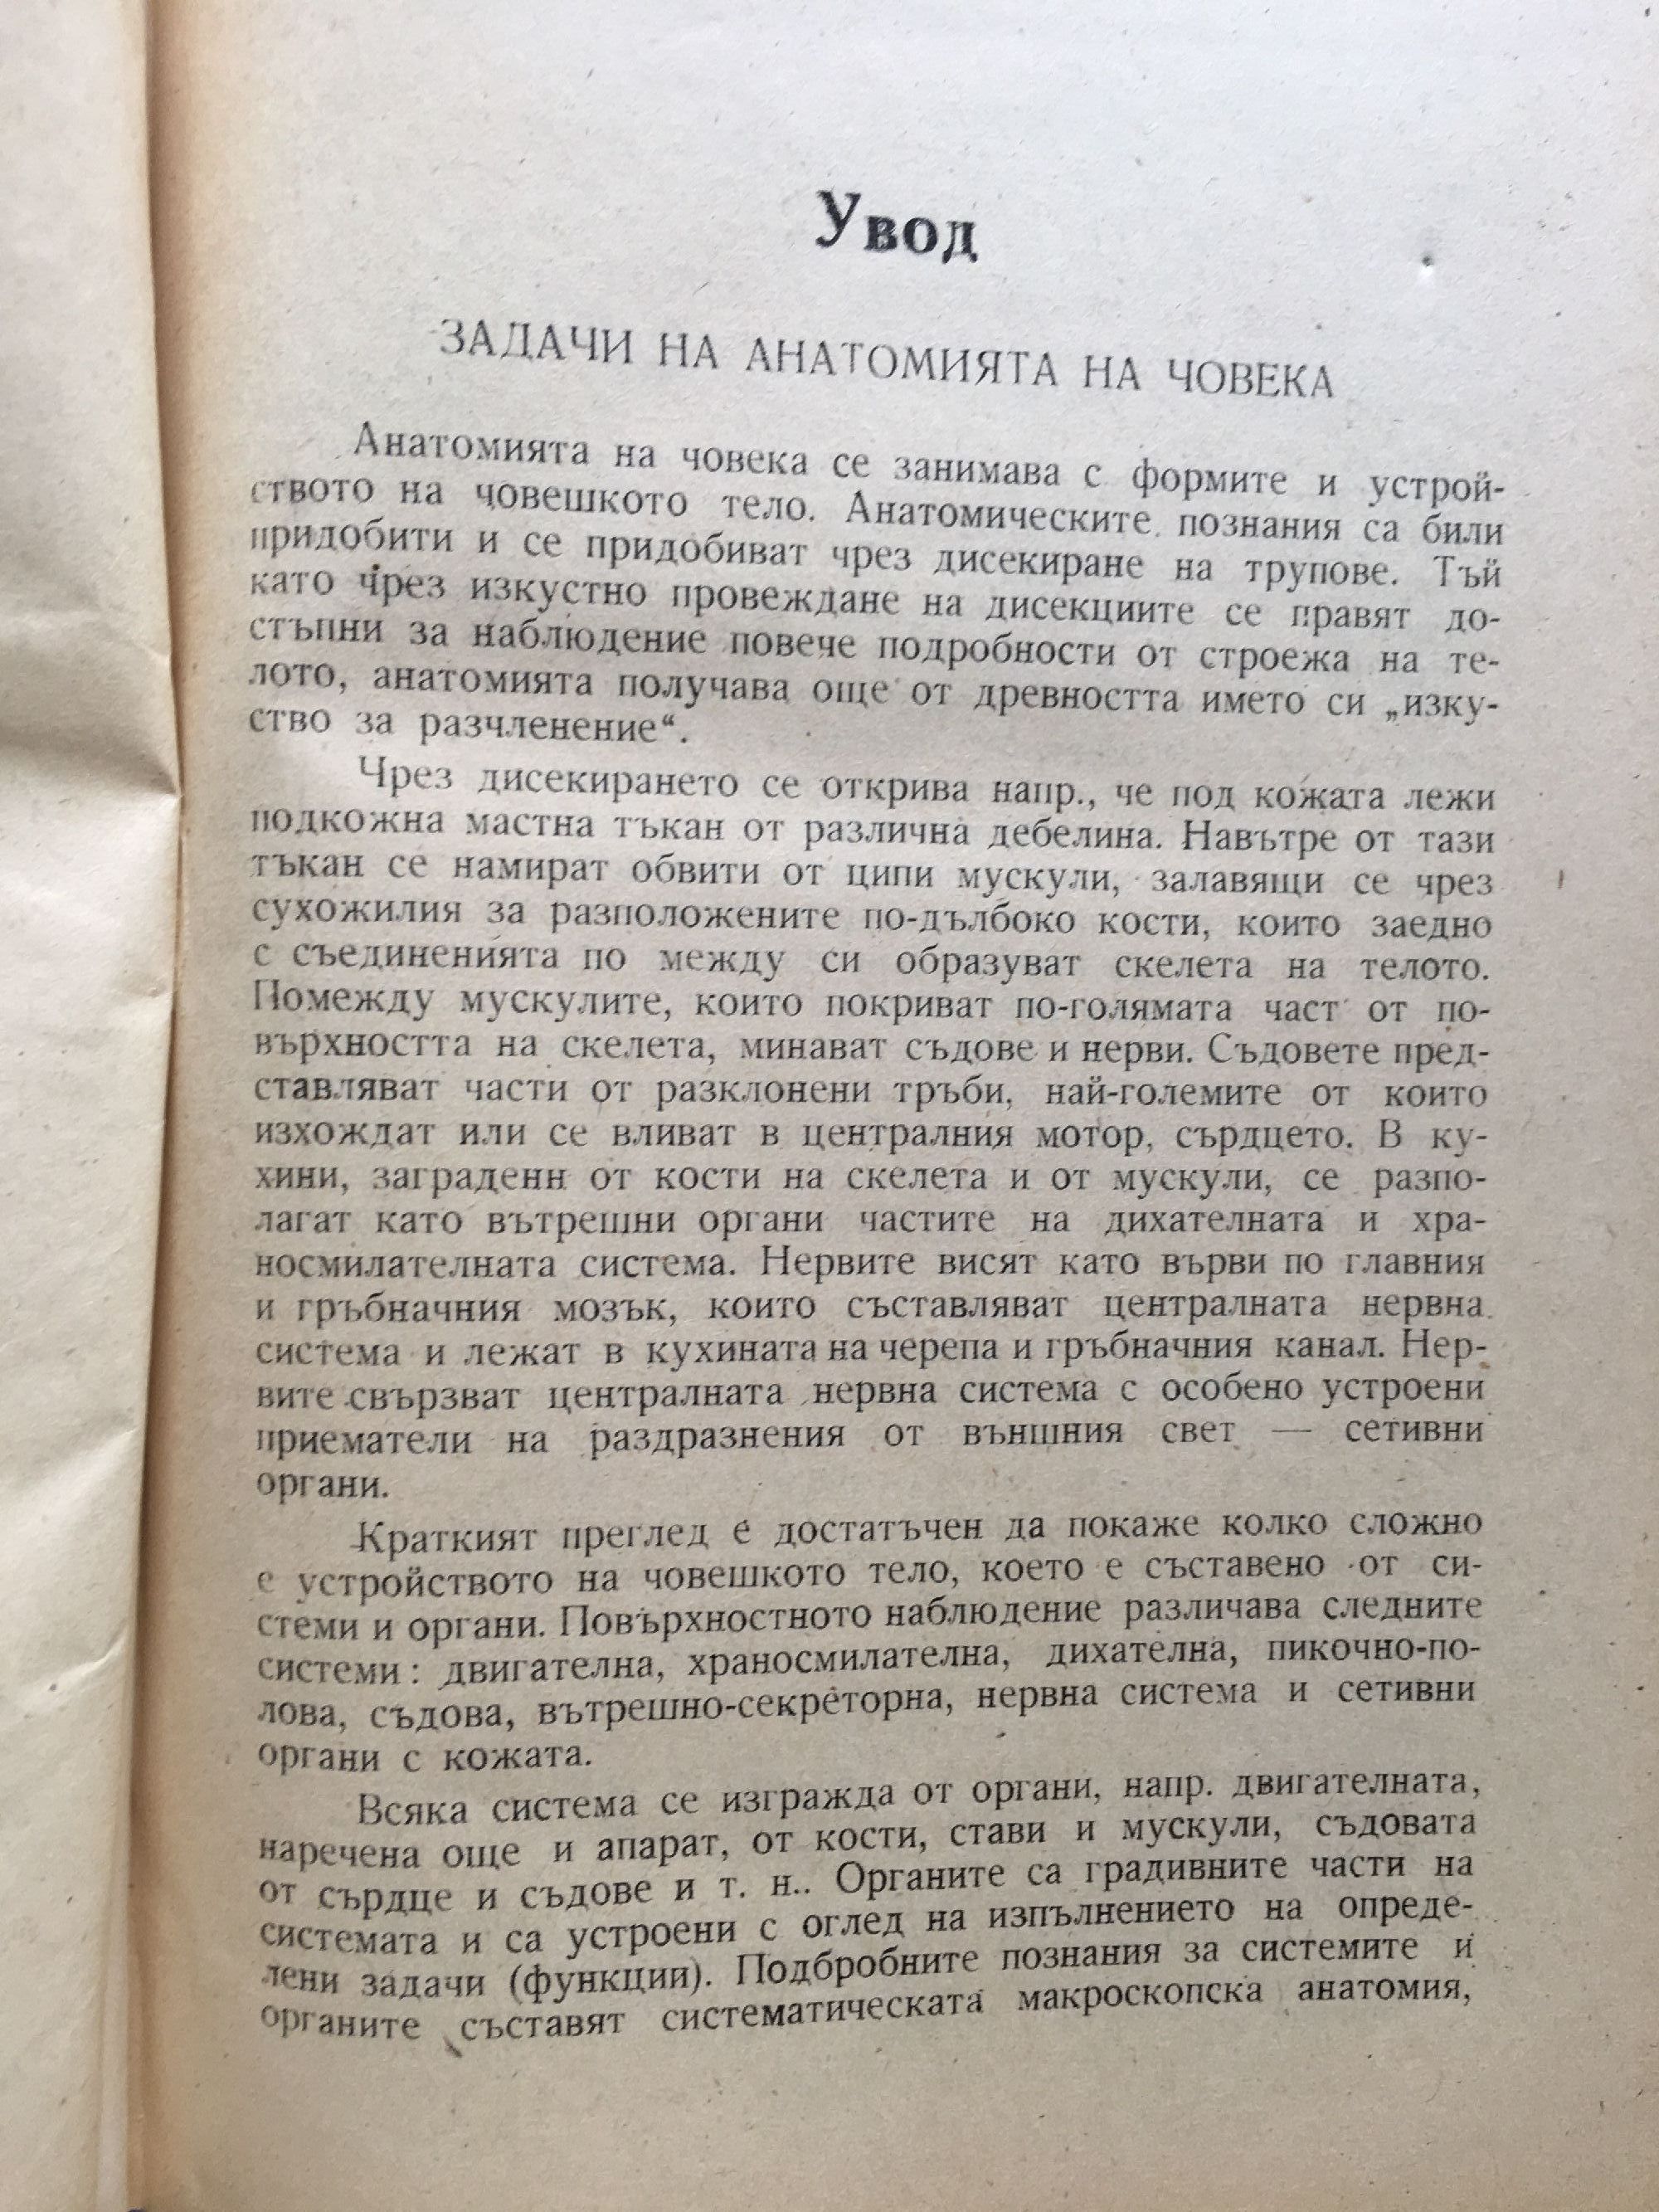 Увод
ЗАДАЧИ НА АНАТОМИЯТА НА ЧОВЕКА
Анатомията на човека се занимава с формите и устрой-
ството на човешкото тело. Анатомическите познания са били
придобити и се придобиват чрез дисекиране на трупове. Тъй
като чрез изкустно провеждане на дисекциите се правят до-
стъпни за наблюдение повече подробности от строежа на те-
лото, анатомията получава още от древността името си „изку-
ство за разчленение“.
Чрез дисекирането се открива напр., че под кожата лежи
подкожна мастна тъкан от различна дебелина. Навътре от тази
тъкан се намират обвити от ципи мускули, залавящи се чрез
сухожилия за разположените по-дълбоко кости, които заедно
с съединенията по между си образуват скелета на телото.
Помежду мускулите, които покриват по-голямата част от по-
върхността на скелета, минават съдове и нерви. Съдовете пред-
ставляват части от разклонени тръби, най-големите от които
изхождат или се вливат в централния мотор, сърдцето. В ку-
хини, заградени от кости на скелета и от мускули, се разпо-
лагат като вътрешни органи частите на дихателната и хра-
носмилателната система. Нервите висят като върви по главния
и гръбначния мозък, които съставляват централната нервна
система и лежат в кухината на черепа и гръбначния канал. Нер-
вите свързват централната нервна система с особено устроени
приематели на раздразнения от външния свет — сетивни
органи.
Краткият преглед е достатъчен да покаже колко сложно
е устройството на човешкото тело, което е съставено от си-
стеми и органи. Повърхностното наблюдение различава следните
системи: двигателна, храносмилателна, дихателна, пикочно-по-
лова, съдова, вътрешно-секреторна, нервна система и сетивни
органи с кожата.
Всяка система се изгражда от органи, напр. двигателната,
наречена още и апарат, от кости, стави и мускули, съдовата
от сърдце и съдове и т. н.. Органите са градивните части на
системата и са устроени с оглед на изпълнението на опреде-
лени задачи (функции). Подбробните познания за системите и
органите съставят систематическата макроскопска анатомия,